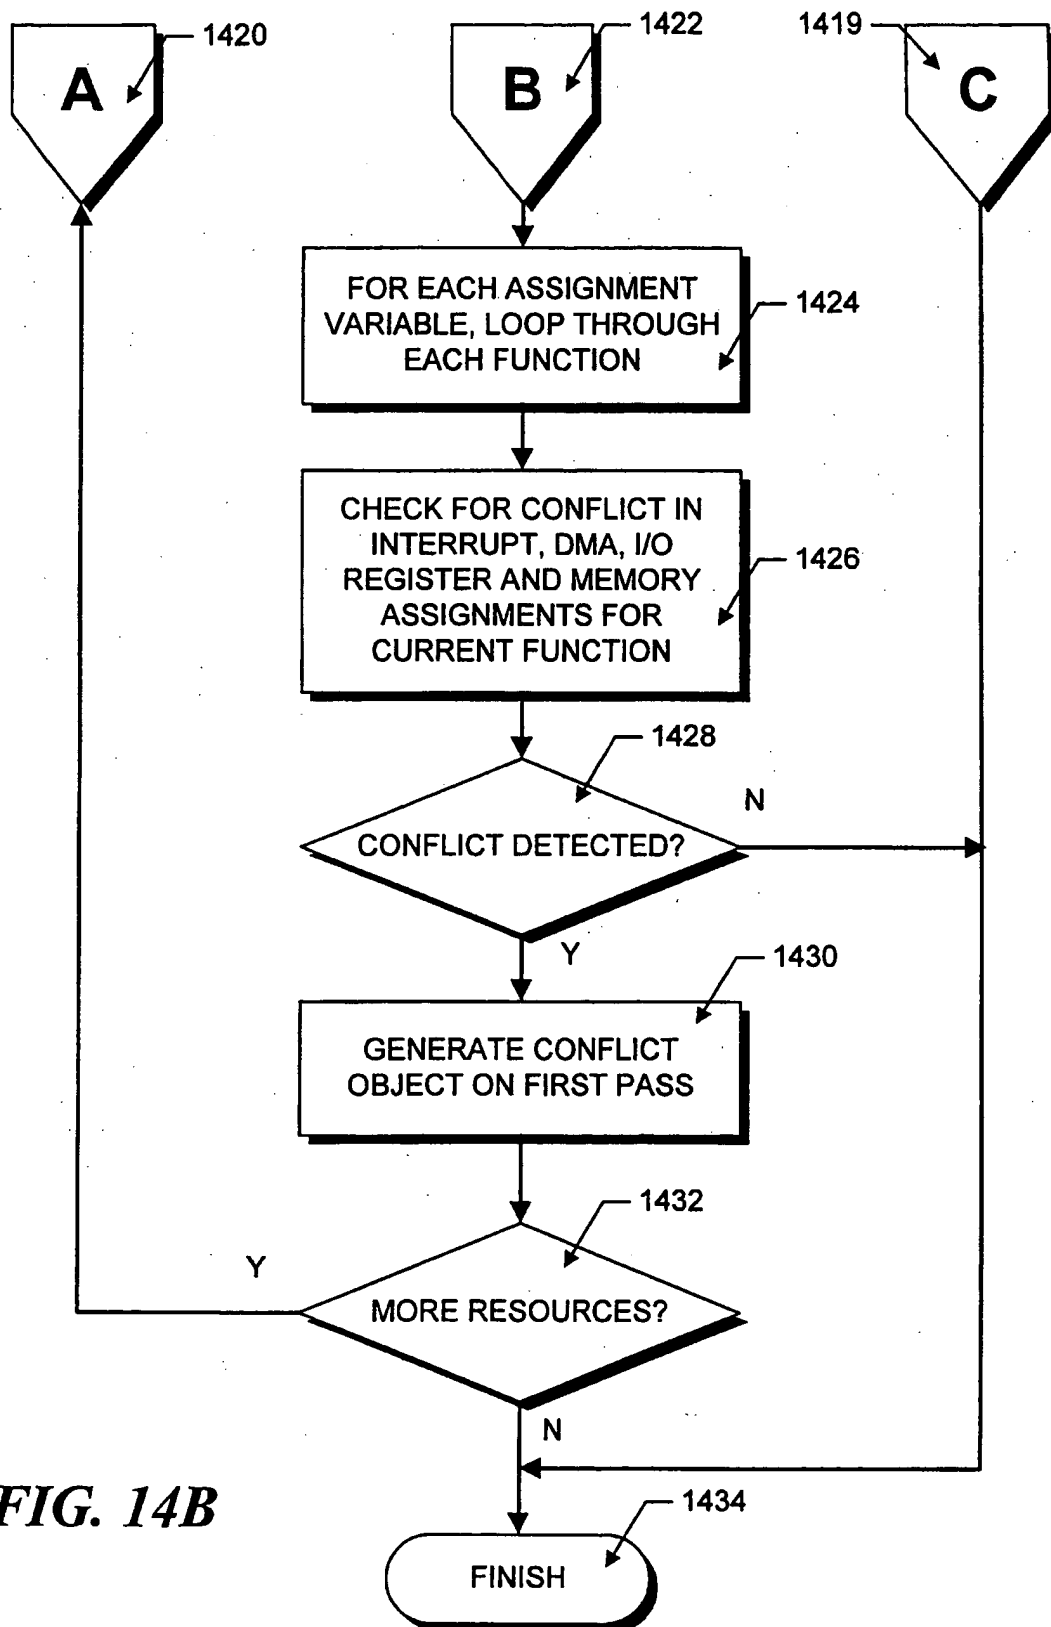 1420
1422
1419
A
B
C
FOR EACH ASSIGNMENT
VARIABLE, LOOP THROUGH
EACH FUNCTION
1424
CHECK FOR CONFLICT IN
INTERRUPT, DMA, I/O
REGISTER AND MEMORY
ASSIGNMENTS FOR
CURRENT FUNCTION
1426
1428
N
CONFLICT DETECTED?
Y
1430
GENERATE CONFLICT
OBJECT ON FIRST PASS
1432
Y
MORE RESOURCES?
N
FIG. 14B
1434
FINISH